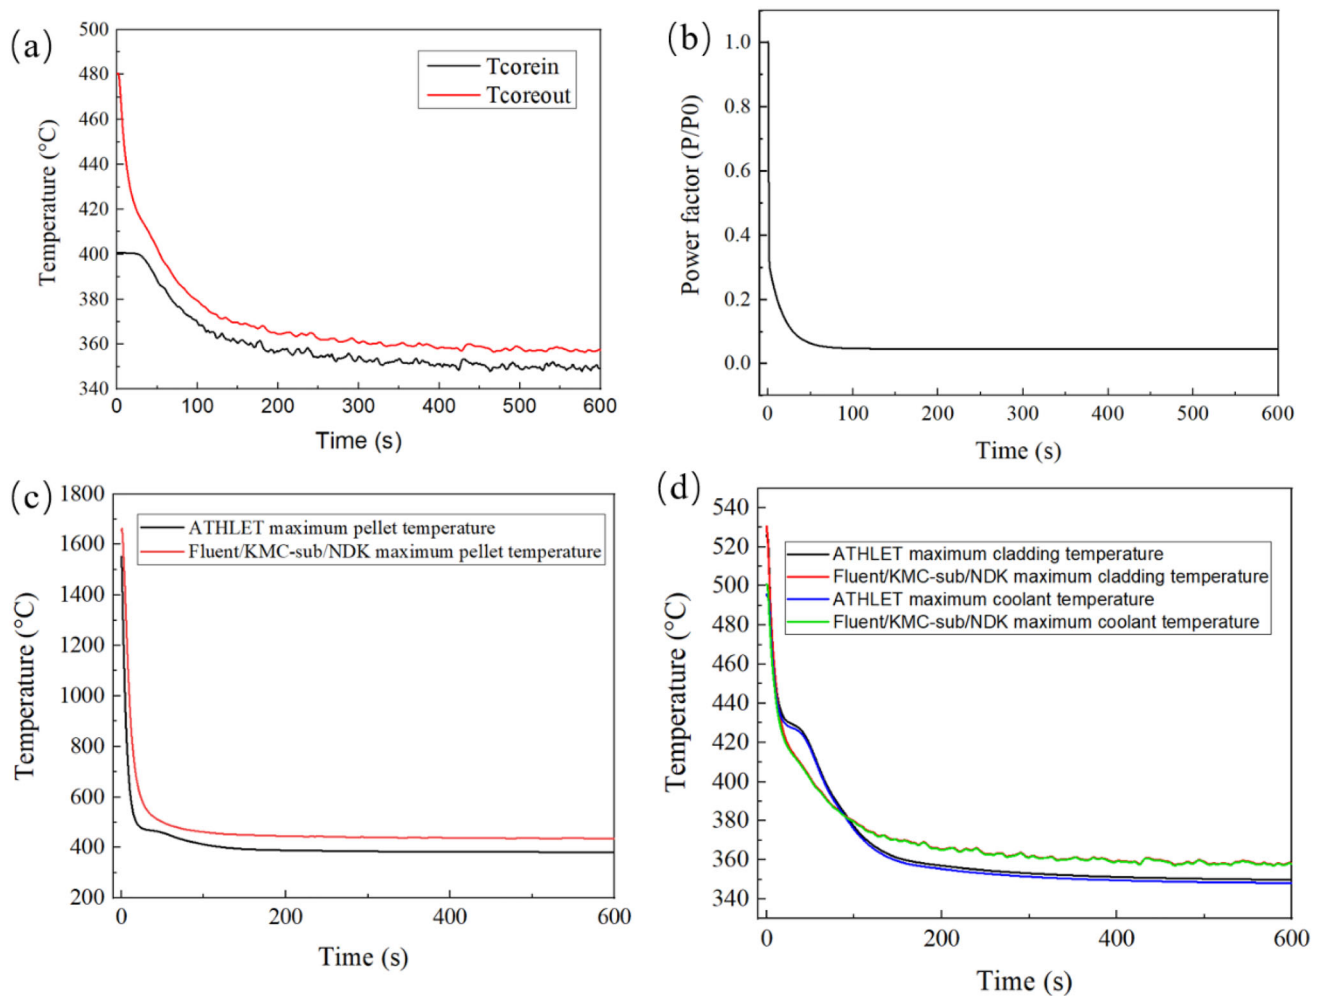 (a)
500
480
460
440
420
400
380
360
340
Temperature (°C)
Tcorein
Tcoreout
0 100 200 300 400 500 600
Time (s)
(b)
1.0
0.8
0.6
0.4
0.2
0.0
Power factor (P/P0)
0 100 200 300 400 500 600
Time (s)
(c)
1800
1600
1400
1200
1000
800
600
400
200
Temperature (°C)
ATHLET maximum pellet temperature
Fluent/KMC-sub/NDK maximum pellet temperature
0 200 400 600
Time (s)
(d)
540
520
500
480
460
440
420
400
380
360
340
Temperature (°C)
ATHLET maximum cladding temperature
Fluent/KMC-sub/NDK maximum cladding temperature
ATHLET maximum coolant temperature
Fluent/KMC-sub/NDK maximum coolant temperature
0 200 400 600
Time (s)